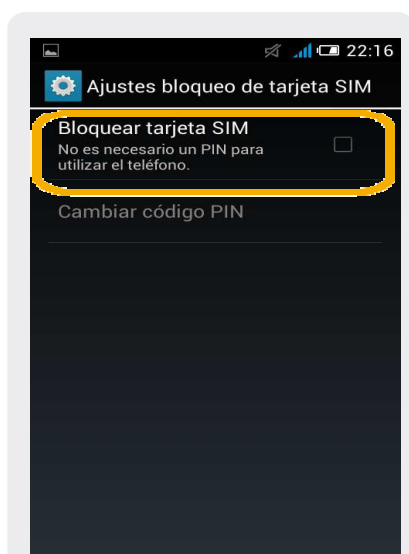 22:16
Ajustes bloqueo de tarjeta SIM
Bloquear tarjeta SIM
No es necesario un PIN para
utilizar el teléfono.
Cambiar código PIN